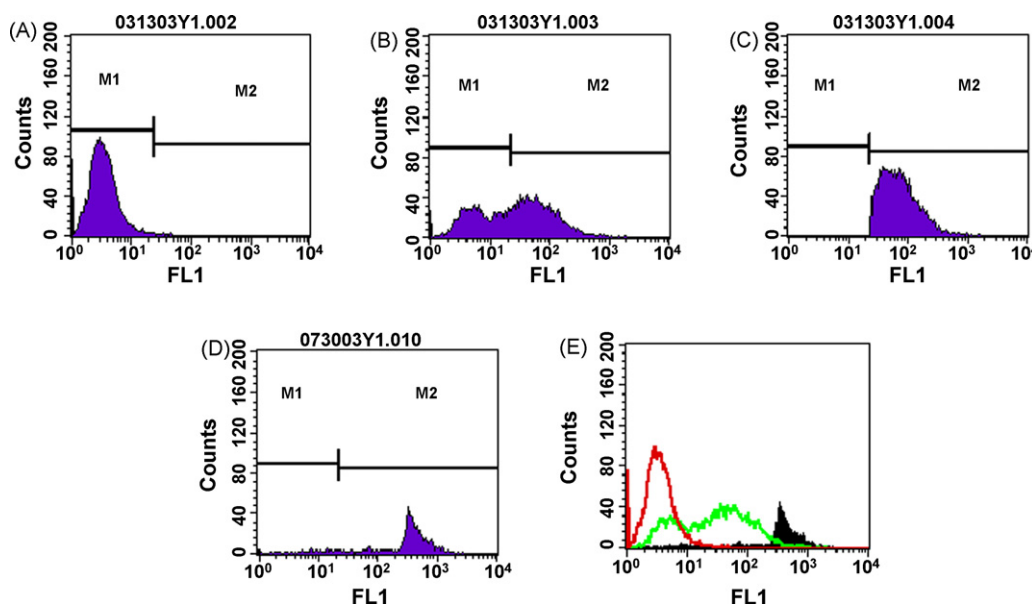 (A)
031303Y1.002
200
160
120
80
40
0
Counts
M1
M2
10^0 10^1 10^2 10^3 10^4
FL1
(B)
031303Y1.003
200
160
120
80
40
0
Counts
M1
M2
10^0 10^1 10^2 10^3 10^4
FL1
(C)
031303Y1.004
200
160
120
80
40
0
Counts
M1
M2
10^0 10^1 10^2 10^3
FL1
(D)
073003Y1.010
200
160
120
80
40
0
Counts
M1
M2
10^0 10^1 10^2 10^3 10^4
FL1
(E)
200
160
120
80
40
0
Counts
10^0 10^1 10^2 10^3 10^4
FL1